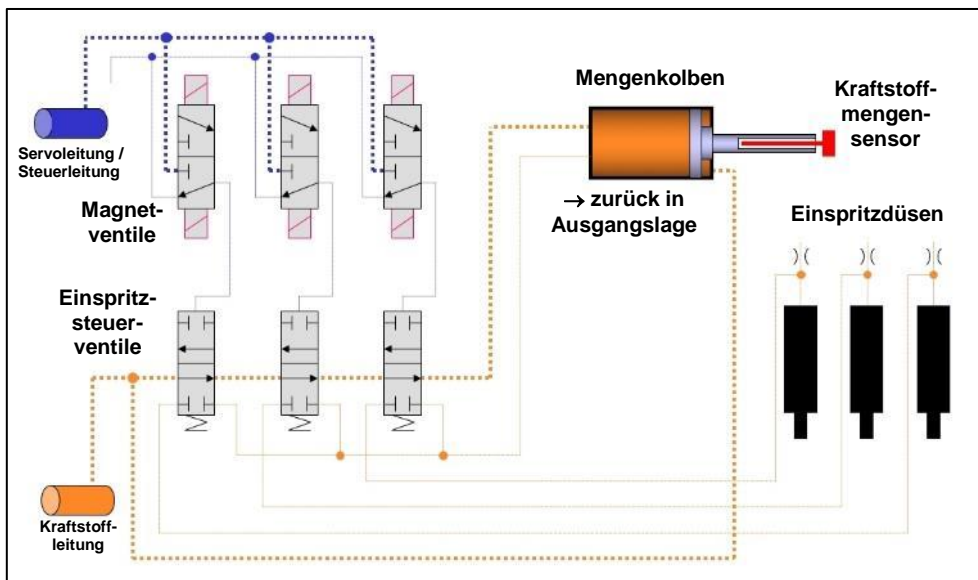 Servoleitung /
Steuerleitung
Magnet-
ventile
Einspritz-
steuer-
ventile
Kraftstoff-
leitung
Mengenkolben
→ zurück in
Ausgangslage
Kraftstoff-
mengen-
sensor
Einspritzdüsen